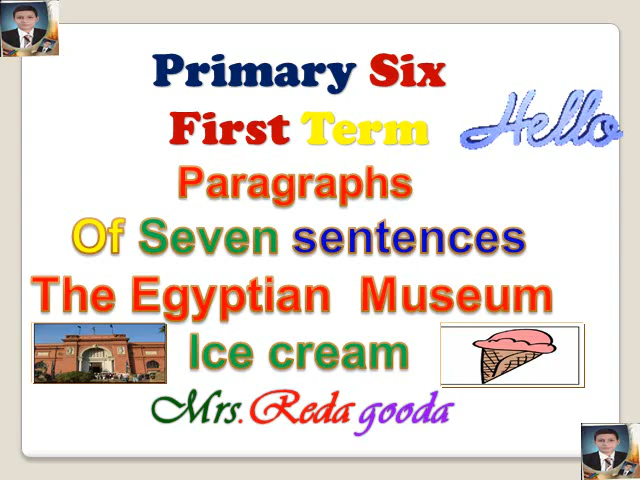 Primary Six
First Term
Hello
Paragraphs
Of Seven sentences
The Egyptian Museum
Ice cream
Mrs.Reda gooda